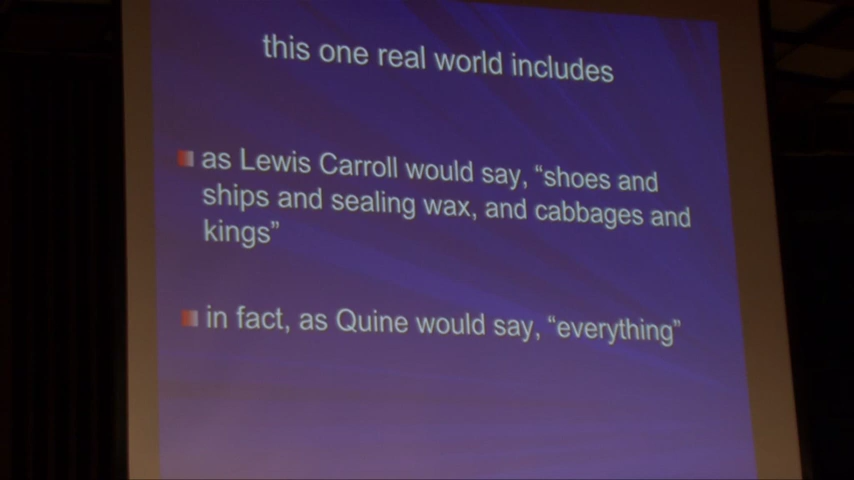 this one real world includes
as Lewis Carroll would say, “shoes and
ships and sealing wax, and cabbages and
kings”
in fact, as Quine would say, “everything”